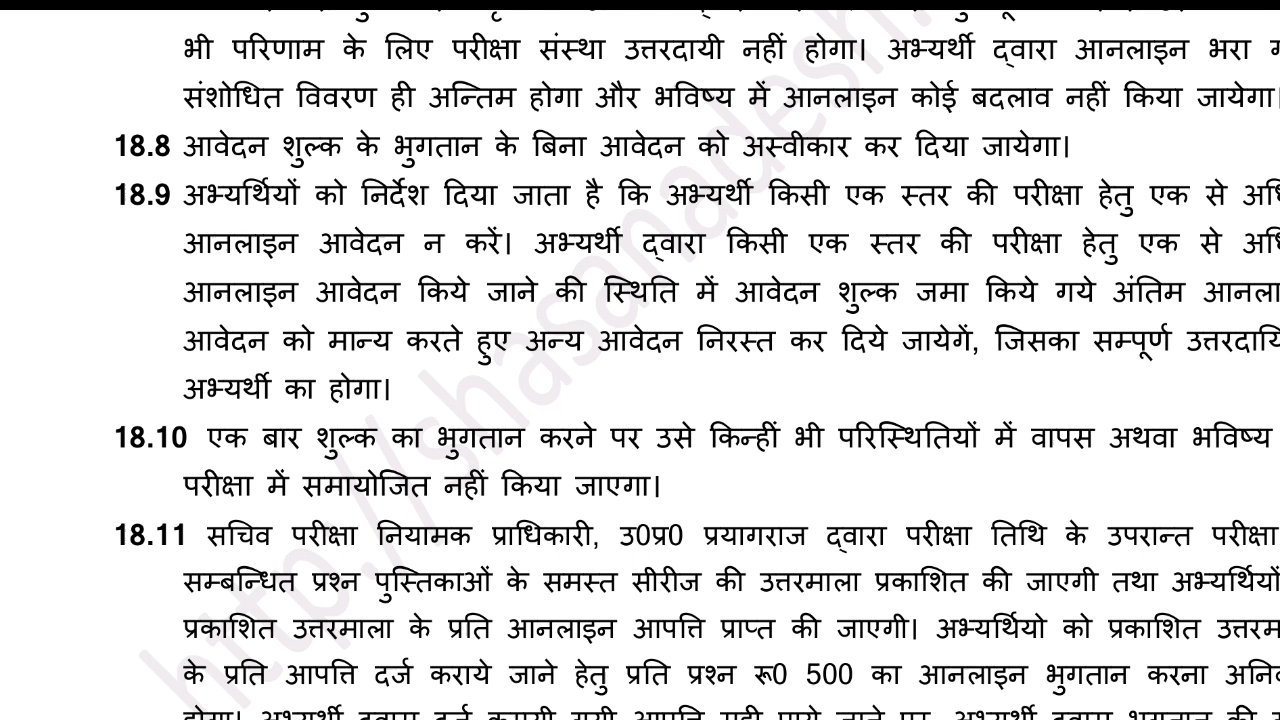 भी परिणाम के लिए परीक्षा संस्था उत्तरदायी नहीं होगा। अभ्यर्थी द्वारा आनलाइन भरा
संशोधित विवरण ही अन्तिम होगा और भविष्य में आनलाइन कोई बदलाव नहीं किया जायेगा।
18.8 आवेदन शुल्क के भुगतान के बिना आवेदन को अस्वीकार कर दिया जायेगा।
18.9 अभ्यर्थियों को निर्देश दिया जाता है कि अभ्यर्थी किसी एक स्तर की परीक्षा हेतु एक से
आनलाइन आवेदन न करें। अभ्यर्थी द्वारा किसी एक स्तर की परीक्षा हेतु एक से
आनलाइन आवेदन किये जाने की स्थिति में आवेदन शुल्क जमा किये गये अंतिम
आवेदन को मान्य करते हुए अन्य आवेदन निरस्त कर दिये जायेगें, जिसका सम्पूर्ण
अभ्यर्थी का होगा।
18.10 एक बार शुल्क का भुगतान करने पर उसे किन्हीं भी परिस्थितियों में वापस अथवा भविष्य
परीक्षा में समायोजित नहीं किया जाएगा।
18.11 सचिव परीक्षा नियामक प्राधिकारी, उ0प्र0 प्रयागराज द्वारा परीक्षा तिथि के उपरान्त परीक्षा
सम्बन्धित प्रश्न पुस्तिकाओं के समस्त सीरीज की उत्तरमाला प्रकाशित की जाएगी तथा अभ्यर्थियों
प्रकाशित उत्तरमाला के प्रति आनलाइन आपत्ति प्राप्त की जाएगी। अभ्यर्थियो को प्रकाशित
के प्रति आपत्ति दर्ज कराये जाने हेतु प्रति प्रश्न रू0 500 का आनलाइन भुगतान करना
http://shasanadesh.